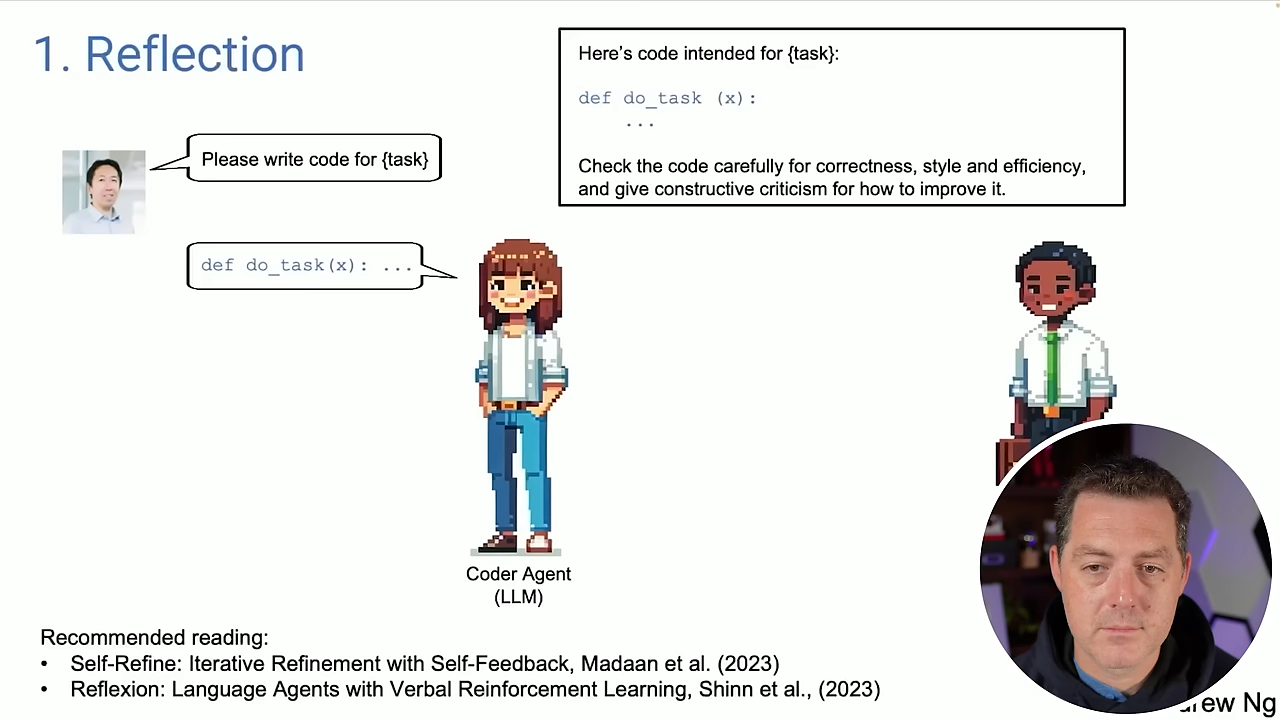 1. Reflection
Here's code intended for {task}:
def do_task (x):
...
Check the code carefully for correctness, style and efficiency,
and give constructive criticism for how to improve it.
Please write code for {task}
def do_task(x): ...
Coder Agent
(LLM)
Recommended reading:
• Self-Refine: Iterative Refinement with Self-Feedback, Madaan et al. (2023)
• Reflexion: Language Agents with Verbal Reinforcement Learning, Shinn et al., (2023)
Ng